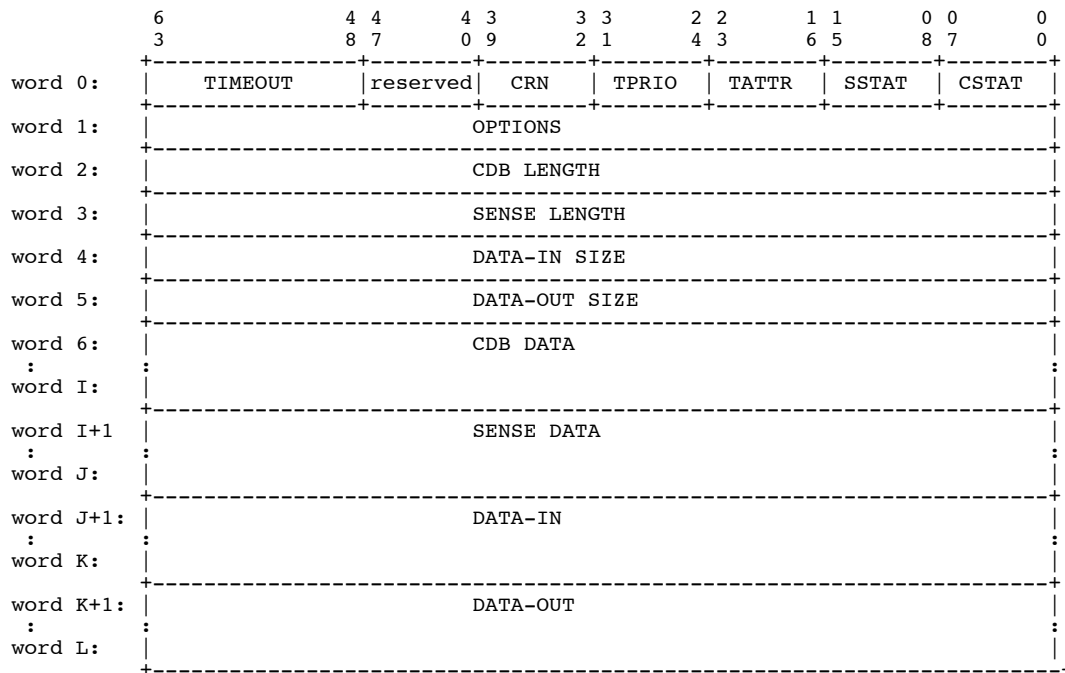 6                 4 4       4 3       3 3       2 2       1 1       0 0       0
3                 8 7       0 9       2 1       4 3       6 5       8 7       0
+------------------+---------+---------+---------+---------+---------+---------+
word 0: |     TIMEOUT      |reserved|   CRN   |  TPRIO  |  TATTR  |  SSTAT  |  CSTAT  |
+------------------+---------+---------+---------+---------+---------+---------+
word 1: |                           OPTIONS                           |
+------------------------------------------------------------------------------+
word 2: |                           CDB LENGTH                           |
+------------------------------------------------------------------------------+
word 3: |                           SENSE LENGTH                           |
+------------------------------------------------------------------------------+
word 4: |                           DATA-IN SIZE                           |
+------------------------------------------------------------------------------+
word 5: |                           DATA-OUT SIZE                           |
+------------------------------------------------------------------------------+
word 6: |                           CDB DATA                           |
: : :
word I: | |
+------------------------------------------------------------------------------+
word I+1 |                           SENSE DATA                           |
: : :
word J: | |
+------------------------------------------------------------------------------+
word J+1: |                           DATA-IN                           |
: : :
word K: | |
+------------------------------------------------------------------------------+
word K+1: |                           DATA-OUT                           |
: : :
word L: | |
+-------------------------------------------------------------------------------+